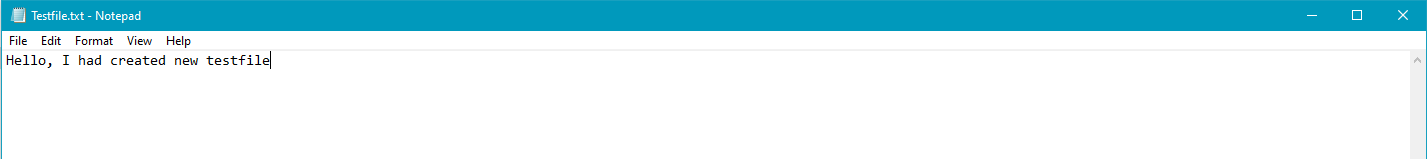 Testfile.txt - Notepad
File Edit Format View Help
Hello, I had created new testfile